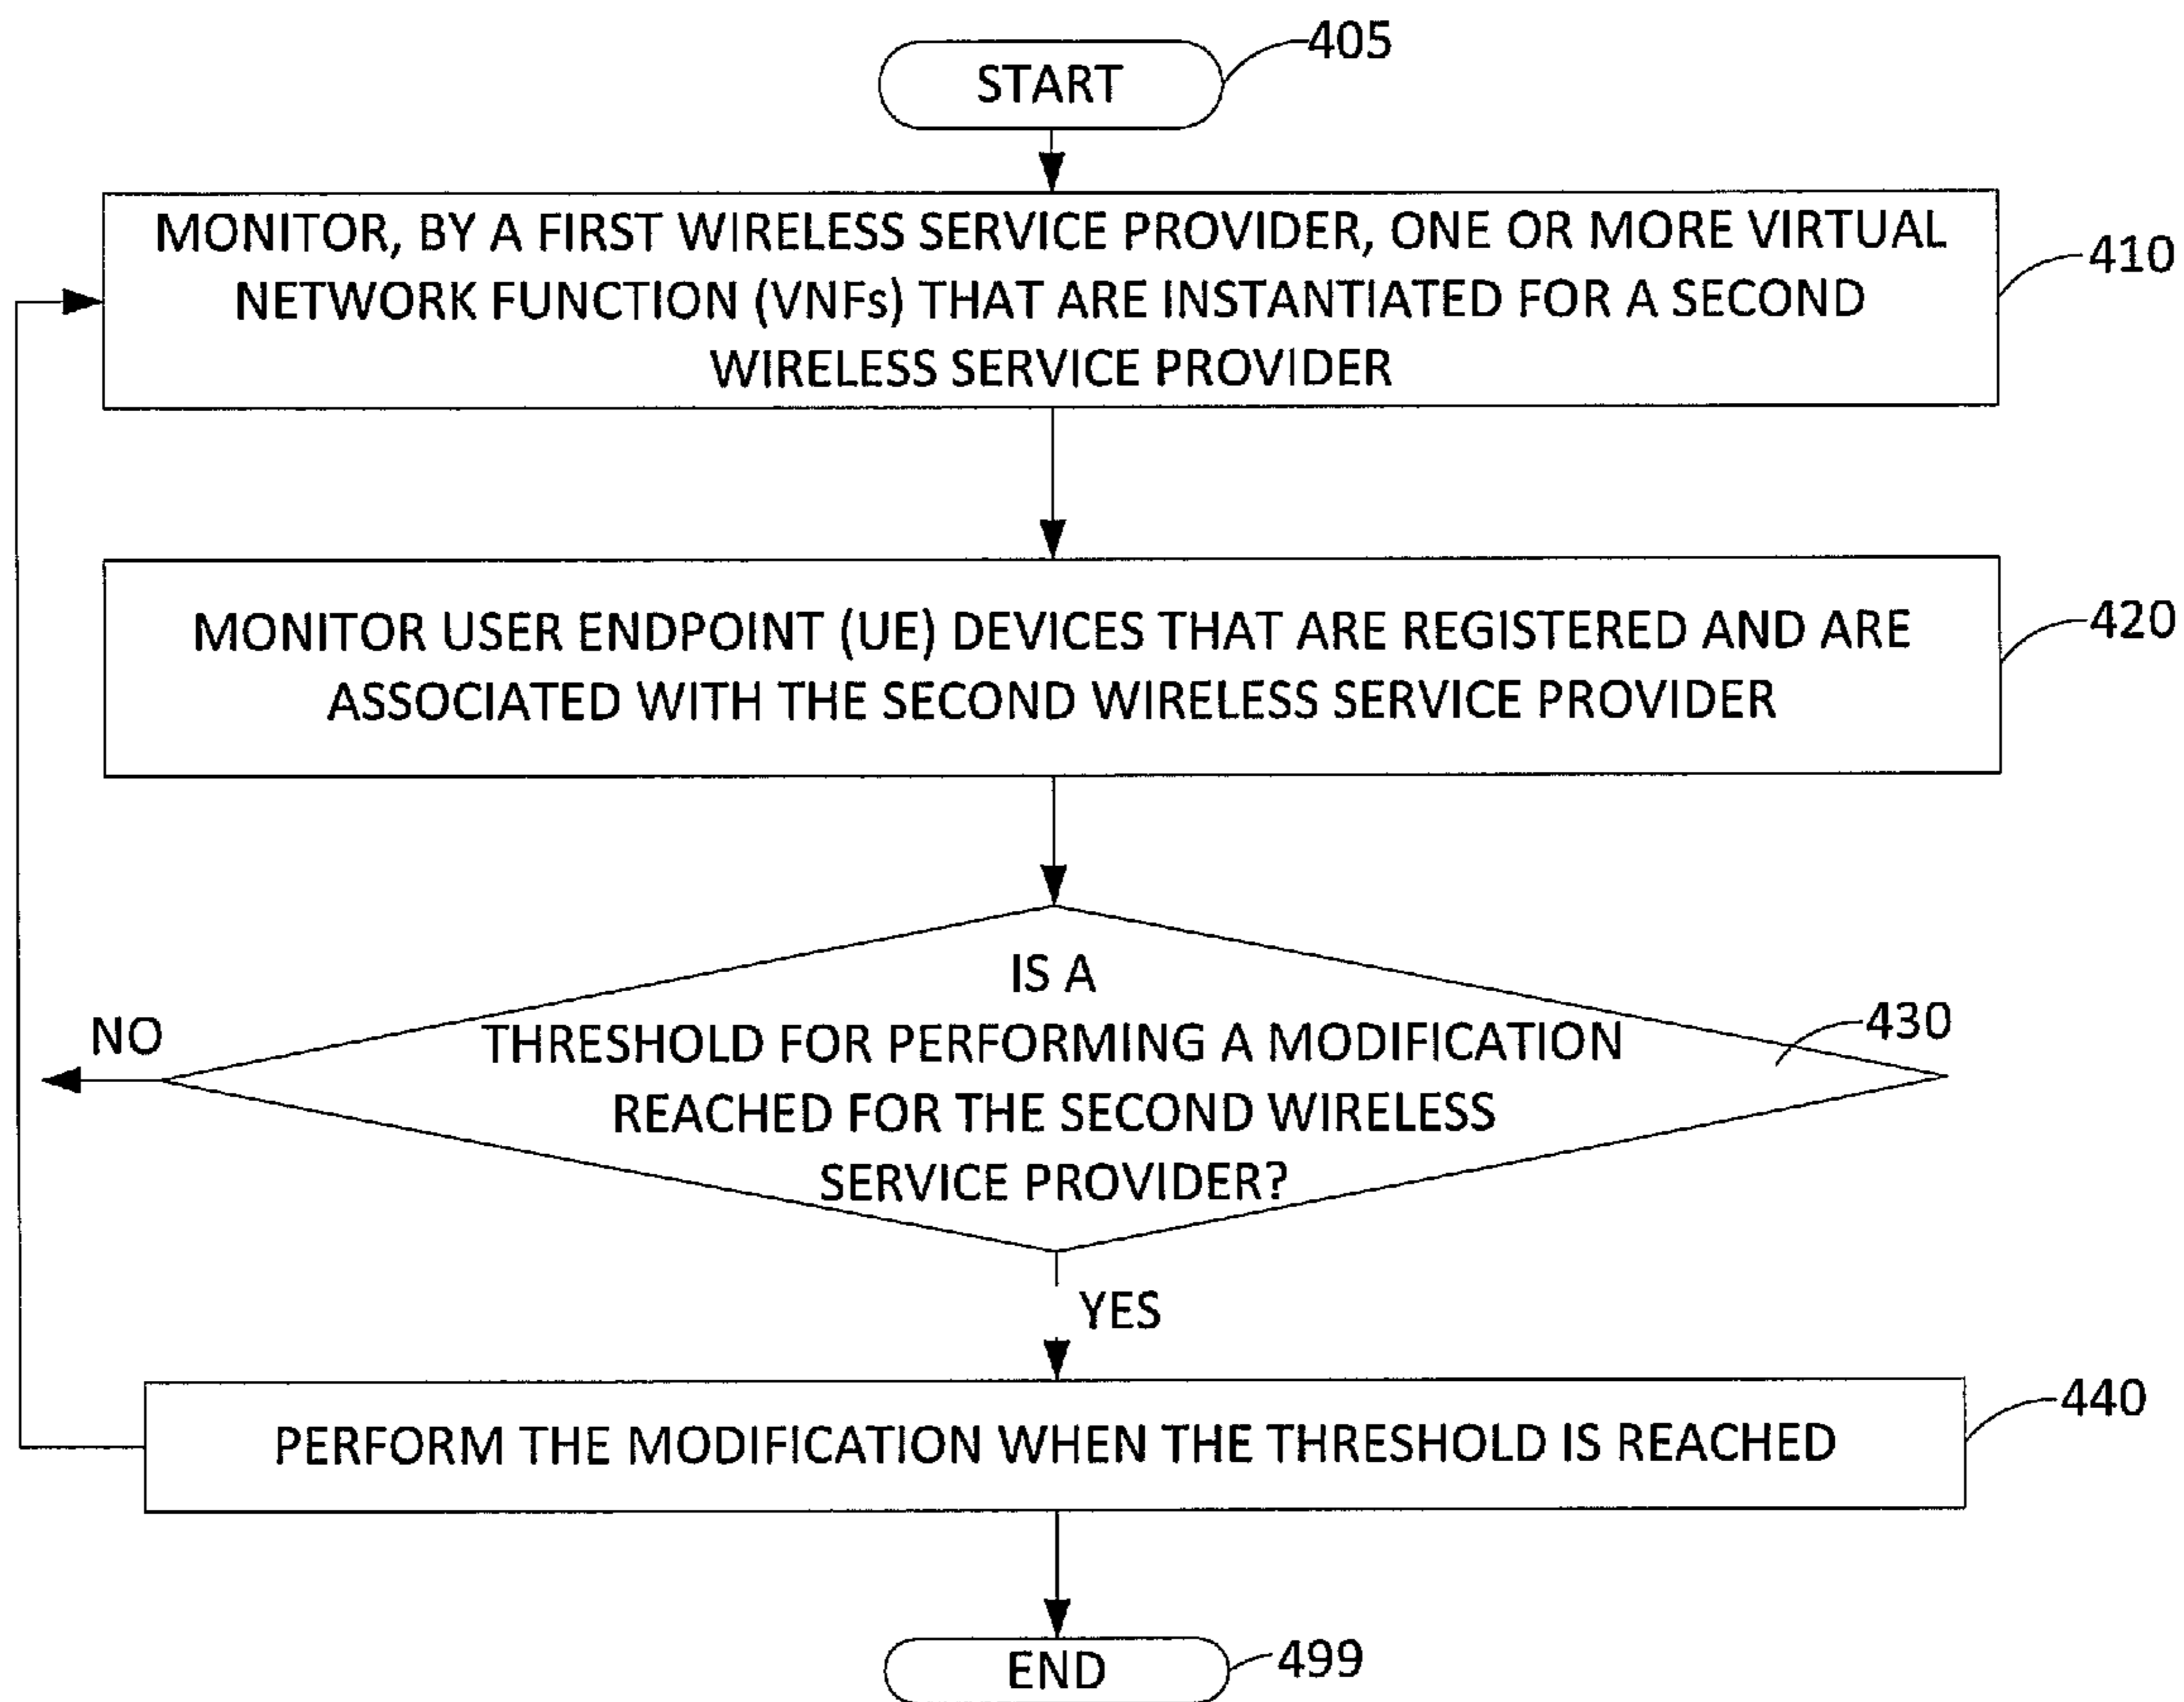 START
405
MONITOR, BY A FIRST WIRELESS SERVICE PROVIDER, ONE OR MORE VIRTUAL
NETWORK FUNCTION (VNFs) THAT ARE INSTANTIATED FOR A SECOND
WIRELESS SERVICE PROVIDER
410
MONITOR USER ENDPOINT (UE) DEVICES THAT ARE REGISTERED AND ARE
ASSOCIATED WITH THE SECOND WIRELESS SERVICE PROVIDER
420
IS A
THRESHOLD FOR PERFORMING A MODIFICATION
REACHED FOR THE SECOND WIRELESS
SERVICE PROVIDER?
430
NO
YES
PERFORM THE MODIFICATION WHEN THE THRESHOLD IS REACHED
440
END
499